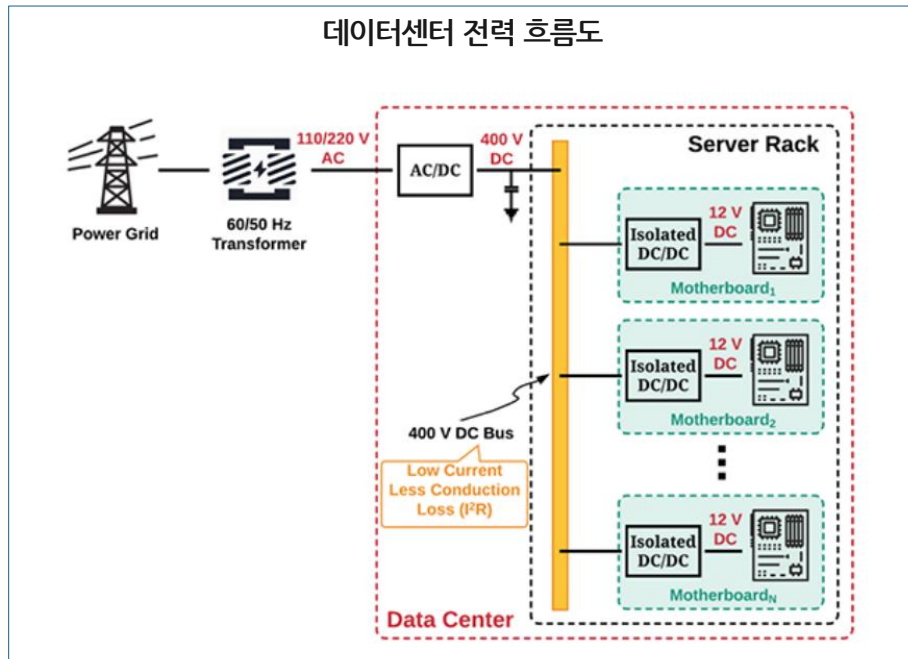 데이터센터 전력 흐름도
Power Grid
60/50 Hz
Transformer
110/220 V
AC
AC/DC
400 V
DC
Server Rack
Isolated
DC/DC
12 V
DC
Motherboard₁
Isolated
DC/DC
12 V
DC
Motherboard₂
400 V DC Bus
Low Current
Less Conduction
Loss (I²R)
Isolated
DC/DC
12 V
DC
Motherboard_N
Data Center